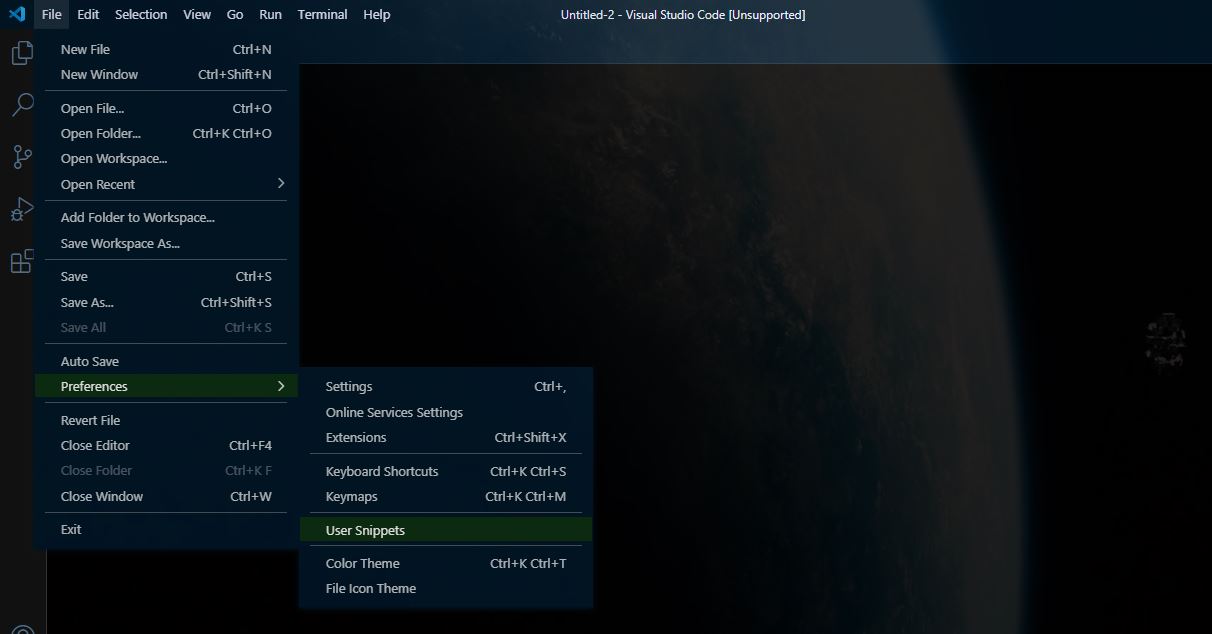 File Edit Selection View Go Run Terminal Help Untitled-2 - Visual Studio Code [Unsupported]
New File Ctrl+N
New Window Ctrl+Shift+N
Open File... Ctrl+O
Open Folder... Ctrl+K Ctrl+O
Open Workspace...
Open Recent
Add Folder to Workspace...
Save Workspace As...
Save Ctrl+S
Save As... Ctrl+Shift+S
Save All Ctrl+K S
Auto Save
Preferences
Revert File
Close Editor Ctrl+F4
Close Folder Ctrl+K F
Close Window Ctrl+W
Exit
Settings Ctrl+,
Online Services Settings
Extensions Ctrl+Shift+X
Keyboard Shortcuts Ctrl+K Ctrl+S
Keymaps Ctrl+K Ctrl+M
User Snippets
Color Theme Ctrl+K Ctrl+T
File Icon Theme